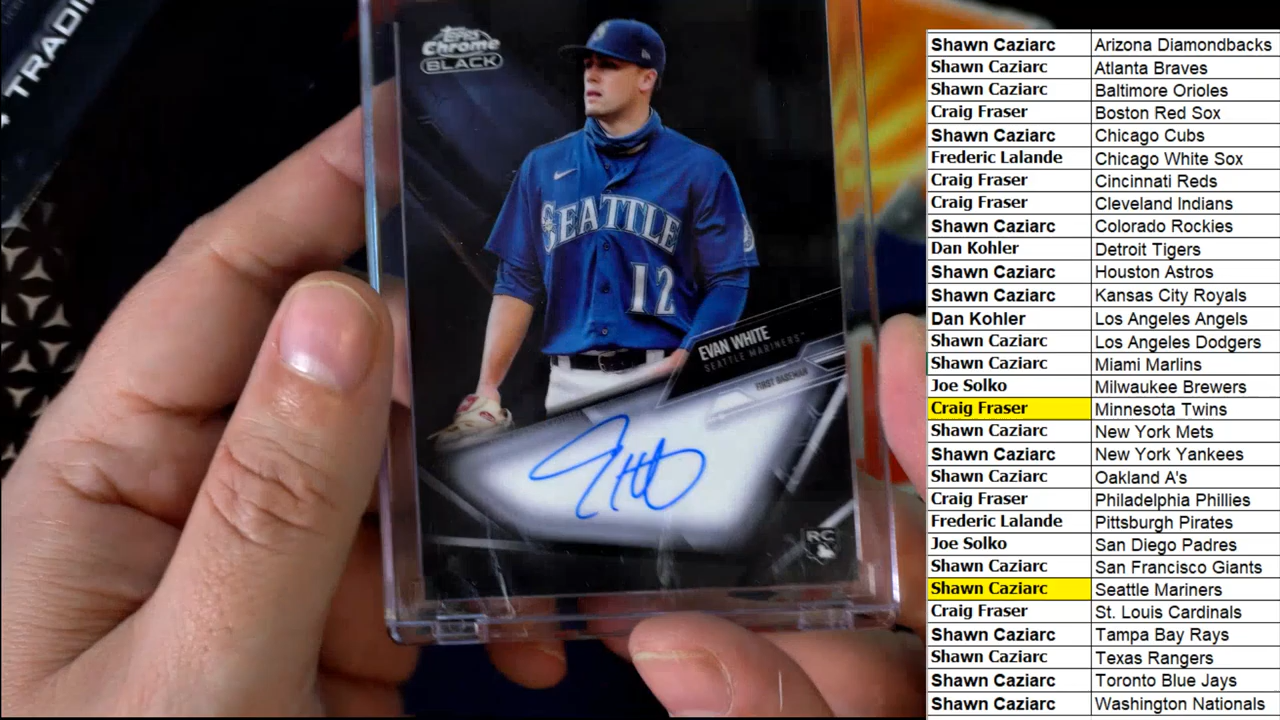 TRADI
Topps
Chrome
BLACK
SEATTLE
12
EVAN WHITE
SEATTLE MARINERS™
FIRST BASEMAN
RC
Shawn Caziarc Arizona Diamondbacks
Shawn Caziarc Atlanta Braves
Shawn Caziarc Baltimore Orioles
Craig Fraser Boston Red Sox
Shawn Caziarc Chicago Cubs
Frederic Lalande Chicago White Sox
Craig Fraser Cincinnati Reds
Craig Fraser Cleveland Indians
Shawn Caziarc Colorado Rockies
Dan Kohler Detroit Tigers
Shawn Caziarc Houston Astros
Shawn Caziarc Kansas City Royals
Dan Kohler Los Angeles Angels
Shawn Caziarc Los Angeles Dodgers
Shawn Caziarc Miami Marlins
Joe Solko Milwaukee Brewers
Craig Fraser Minnesota Twins
Shawn Caziarc New York Mets
Shawn Caziarc New York Yankees
Shawn Caziarc Oakland A's
Craig Fraser Philadelphia Phillies
Frederic Lalande Pittsburgh Pirates
Joe Solko San Diego Padres
Shawn Caziarc San Francisco Giants
Shawn Caziarc Seattle Mariners
Craig Fraser St. Louis Cardinals
Shawn Caziarc Tampa Bay Rays
Shawn Caziarc Texas Rangers
Shawn Caziarc Toronto Blue Jays
Shawn Caziarc Washington Nationals